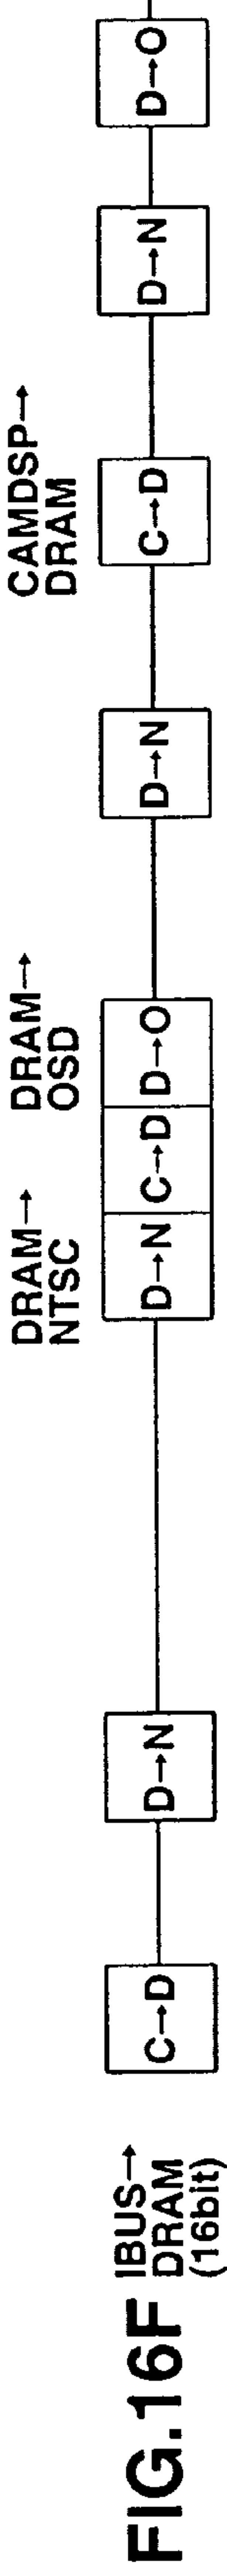 FIG.16F
IBUS→
DRAM
(16bit)
C→D
D→N
DRAM→
NTSC
D→N
C→D
DRAM→
OSD
D→O
D→N
CAMDSP→
DRAM
C→D
D→N
D→O